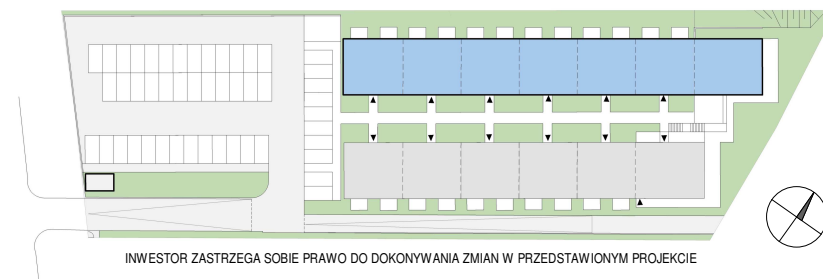 INWESTOR ZASTRZEGA SOBIE PRAWO DO DOKONYWANIA ZMIAN W PRZEDSTAWIONYM PROJEKCIE